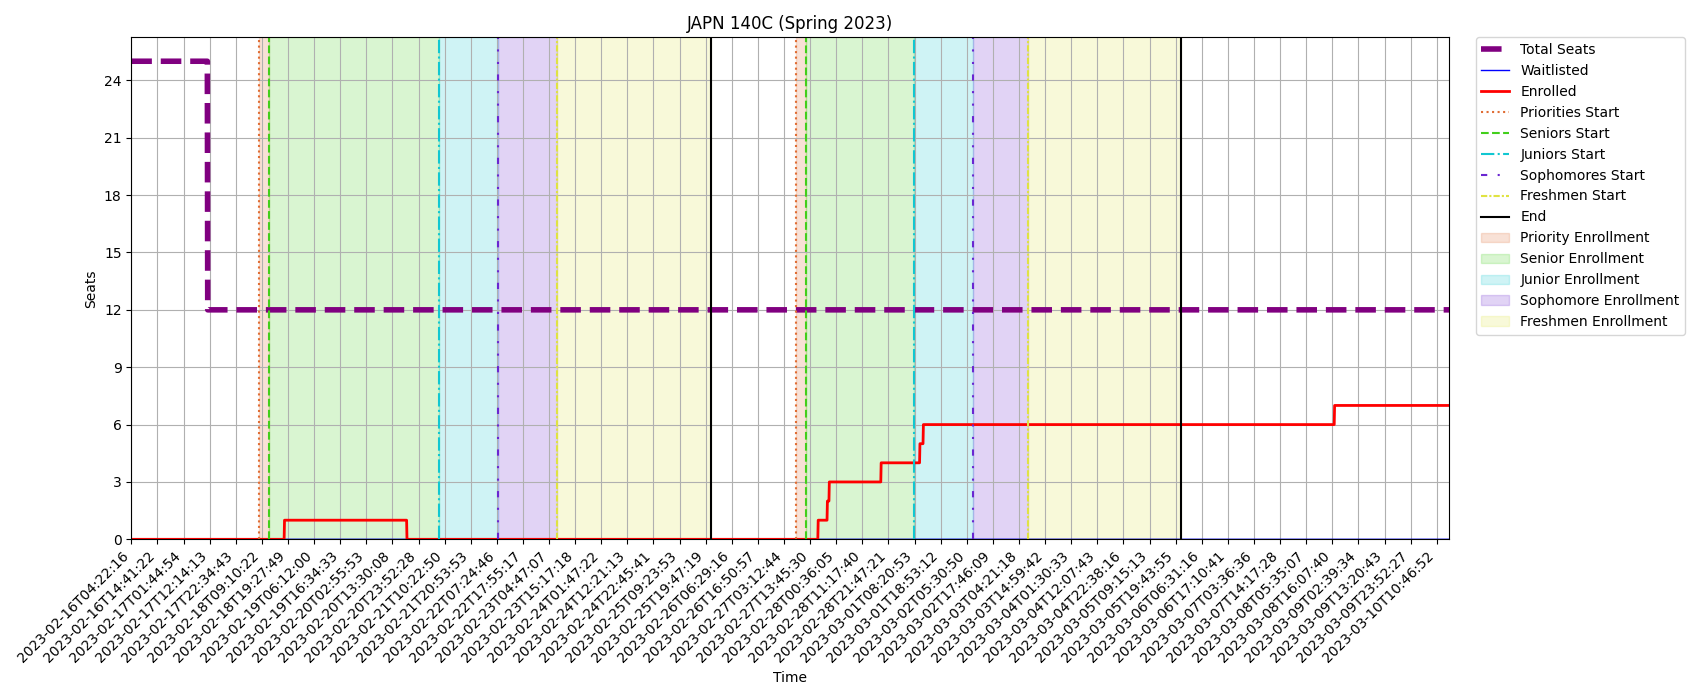 JAPN 140C (Spring 2023)
Seats
24
21
18
15
12
9
6
3
0
2023-02-16T04:22:16
2023-02-16T14:41:22
2023-02-17T01:44:54
2023-02-17T12:14:13
2023-02-17T22:34:43
2023-02-18T09:10:22
2023-02-18T19:27:49
2023-02-19T06:12:00
2023-02-19T16:34:33
2023-02-20T02:55:53
2023-02-20T13:30:08
2023-02-20T23:52:28
2023-02-21T10:22:50
2023-02-21T20:53:53
2023-02-22T07:24:46
2023-02-22T17:55:17
2023-02-23T04:47:07
2023-02-23T15:17:18
2023-02-24T01:47:22
2023-02-24T12:21:13
2023-02-24T22:45:41
2023-02-25T09:23:53
2023-02-25T19:47:19
2023-02-26T06:29:16
2023-02-26T16:50:57
2023-02-27T03:12:44
2023-02-27T13:45:30
2023-02-28T00:36:05
2023-02-28T11:17:40
2023-02-28T21:47:21
2023-03-01T08:20:53
2023-03-01T18:53:12
2023-03-02T05:30:50
2023-03-02T17:46:09
2023-03-03T04:21:18
2023-03-03T14:59:42
2023-03-04T01:30:33
2023-03-04T12:07:43
2023-03-04T22:38:16
2023-03-05T09:15:13
2023-03-05T19:43:55
2023-03-06T06:31:16
2023-03-06T17:10:41
2023-03-07T03:36:36
2023-03-07T14:17:28
2023-03-08T05:35:07
2023-03-08T16:07:40
2023-03-09T02:39:34
2023-03-09T13:20:43
2023-03-09T23:52:27
2023-03-10T10:46:52
Time
Total Seats
Waitlisted
Enrolled
Priorities Start
Seniors Start
Juniors Start
Sophomores Start
Freshmen Start
End
Priority Enrollment
Senior Enrollment
Junior Enrollment
Sophomore Enrollment
Freshmen Enrollment